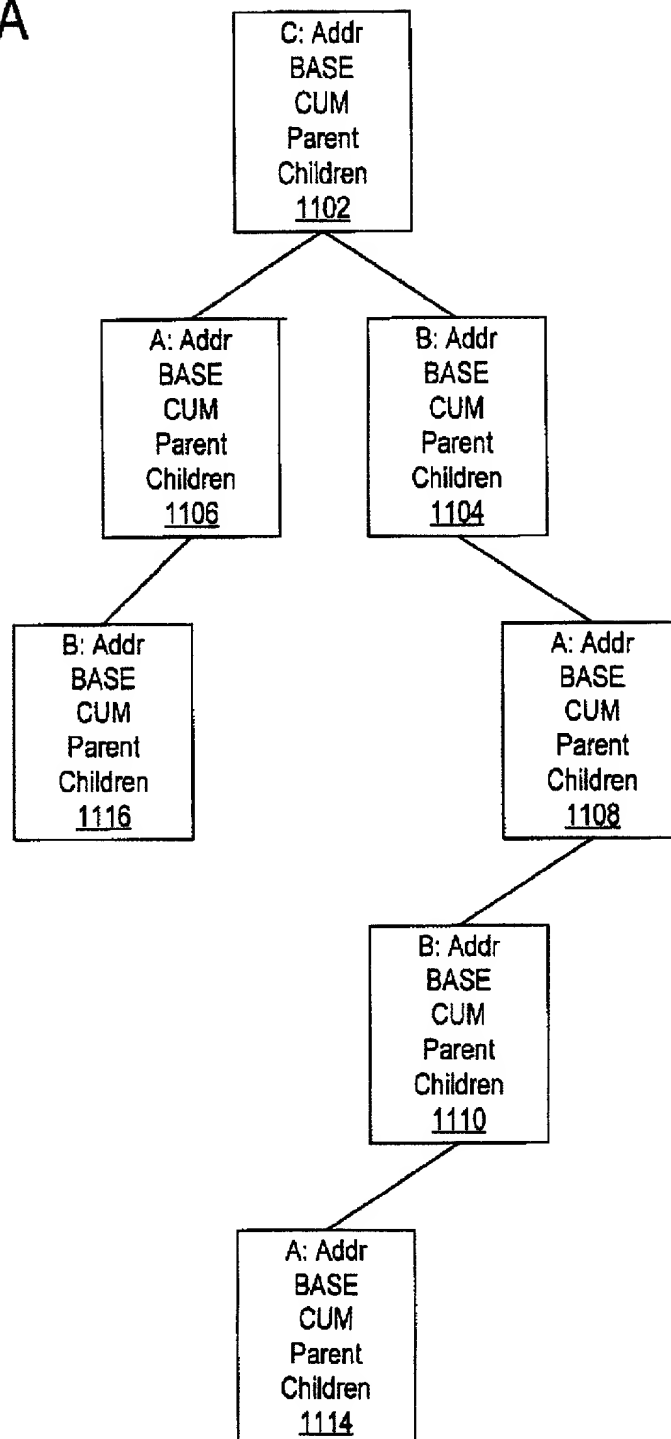 A
C: Addr
BASE
CUM
Parent
Children
1102
A: Addr
BASE
CUM
Parent
Children
1106
B: Addr
BASE
CUM
Parent
Children
1104
B: Addr
BASE
CUM
Parent
Children
1116
A: Addr
BASE
CUM
Parent
Children
1108
B: Addr
BASE
CUM
Parent
Children
1110
A: Addr
BASE
CUM
Parent
Children
1114